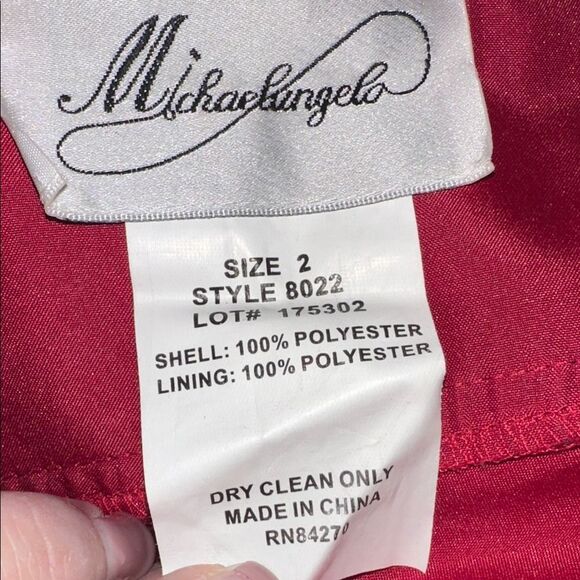 Michaelangelo
SIZE 2
STYLE 8022
LOT# 175302
SHELL: 100% POLYESTER
LINING: 100% POLYESTER
DRY CLEAN ONLY
MADE IN CHINA
RN84270